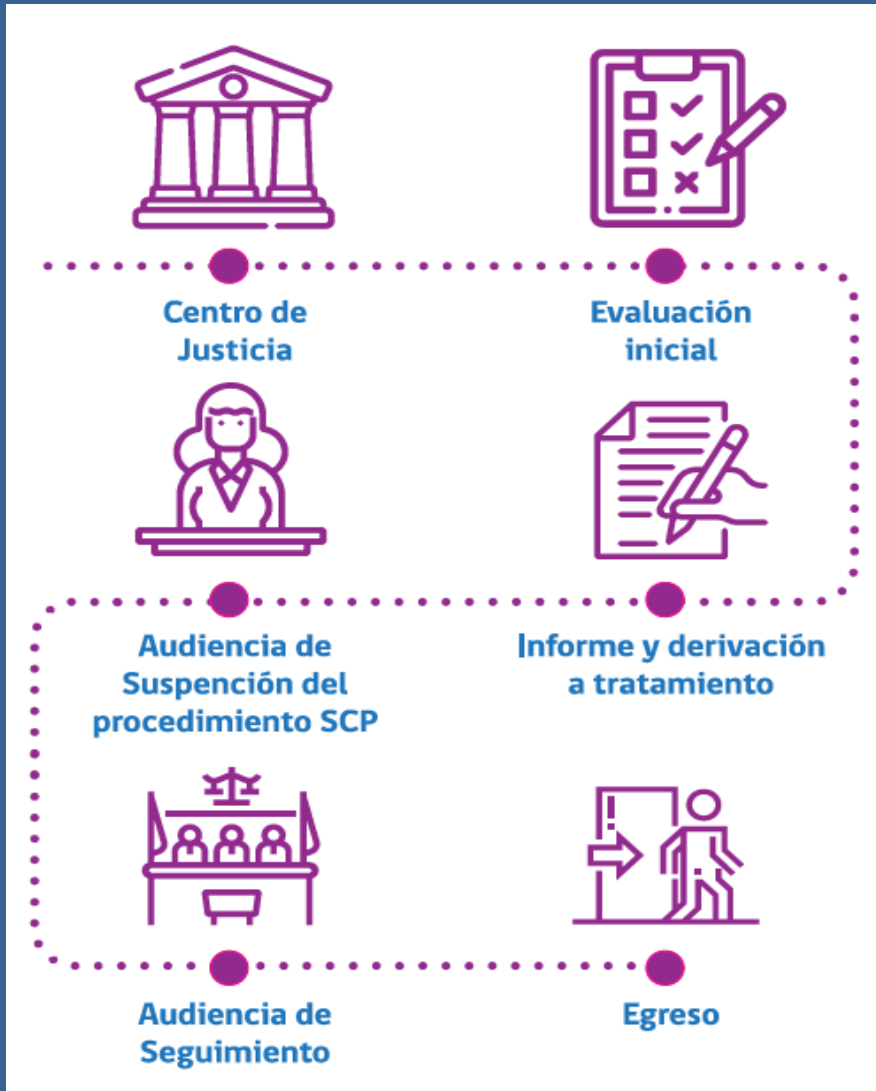 Centro de
Justicia
Evaluación
inicial
Informe y derivación
a tratamiento
Audiencia de
Suspención del
procedimiento SCP
Audiencia de
Seguimiento
Egreso